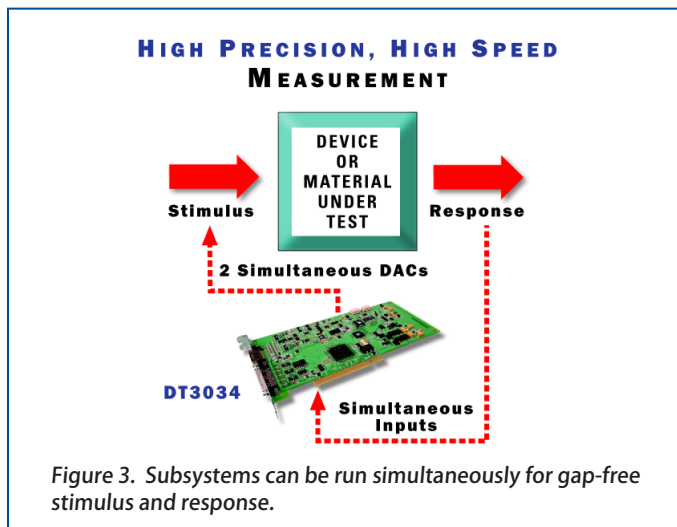 HIGH PRECISION, HIGH SPEED
MEASUREMENT
DEVICE
OR
MATERIAL
UNDER
TEST
Stimulus
Response
2 Simultaneous DACs
DT3034
Simultaneous
Inputs
Figure 3. Subsystems can be run simultaneously for gap-free
stimulus and response.